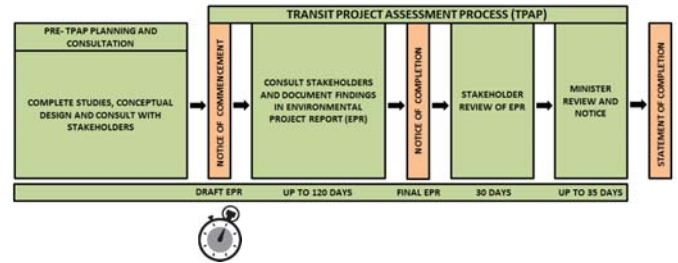 TRANSIT PROJECT ASSESSMENT PROCESS (TPAP)
PRE- TPAP PLANNING AND
CONSULTATION
COMPLETE STUDIES, CONCEPTUAL
DESIGN AND CONSULT WITH
STAKEHOLDERS
NOTICE OF COMMENCEMENT
CONSULT STAKEHOLDERS
AND DOCUMENT FINDINGS
IN ENVIRONMENTAL
PROJECT REPORT (EPR)
NOTICE OF COMPLETION
STAKEHOLDER
REVIEW OF EPR
MINISTER
REVIEW AND
NOTICE
STATEMENT OF COMPLETION
DRAFT EPR
UP TO 120 DAYS
FINAL EPR
30 DAYS
UP TO 35 DAYS